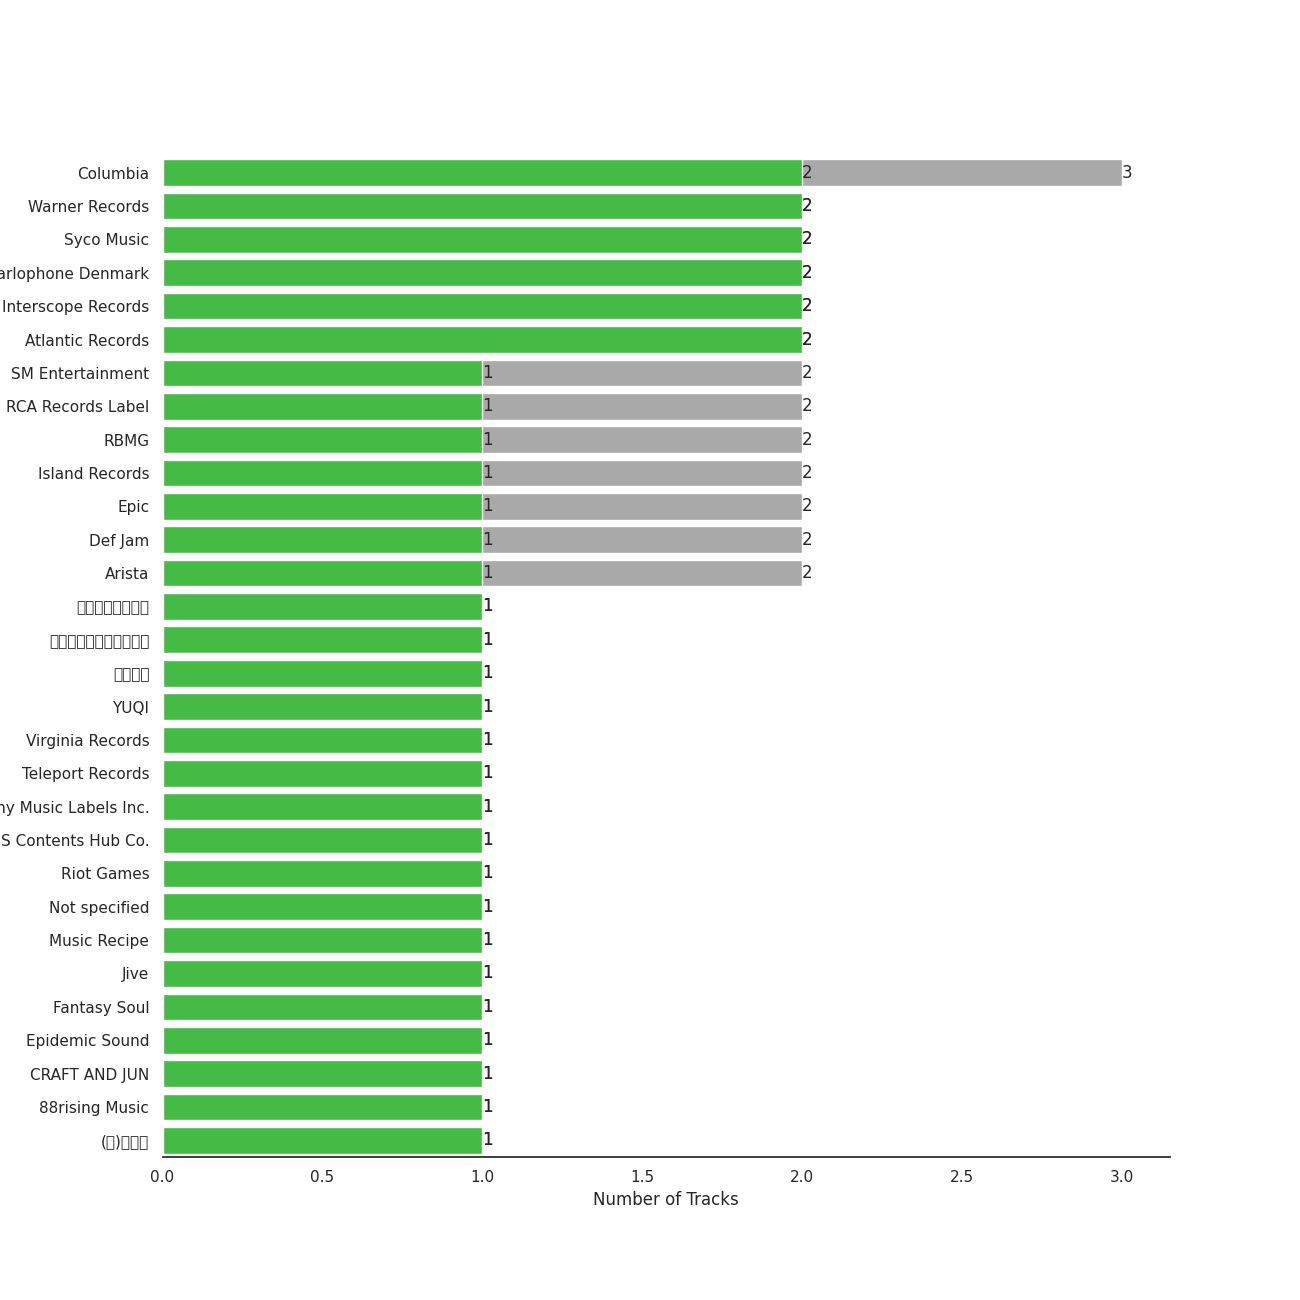 Columbia 2 3
Warner Records 2
Syco Music 2
arlophone Denmark 2
Interscope Records 2
Atlantic Records 2
SM Entertainment 1 2
RCA Records Label 1 2
RBMG 1 2
Island Records 1 2
Epic 1 2
Def Jam 1 2
Arista 1 2
1
1
1
YUQI 1
Virginia Records 1
Teleport Records 1
ny Music Labels Inc. 1
S Contents Hub Co. 1
Riot Games 1
Not specified 1
Music Recipe 1
Jive 1
Fantasy Soul 1
Epidemic Sound 1
CRAFT AND JUN 1
88rising Music 1
1
0.0 0.5 1.0 1.5 2.0 2.5 3.0
Number of Tracks